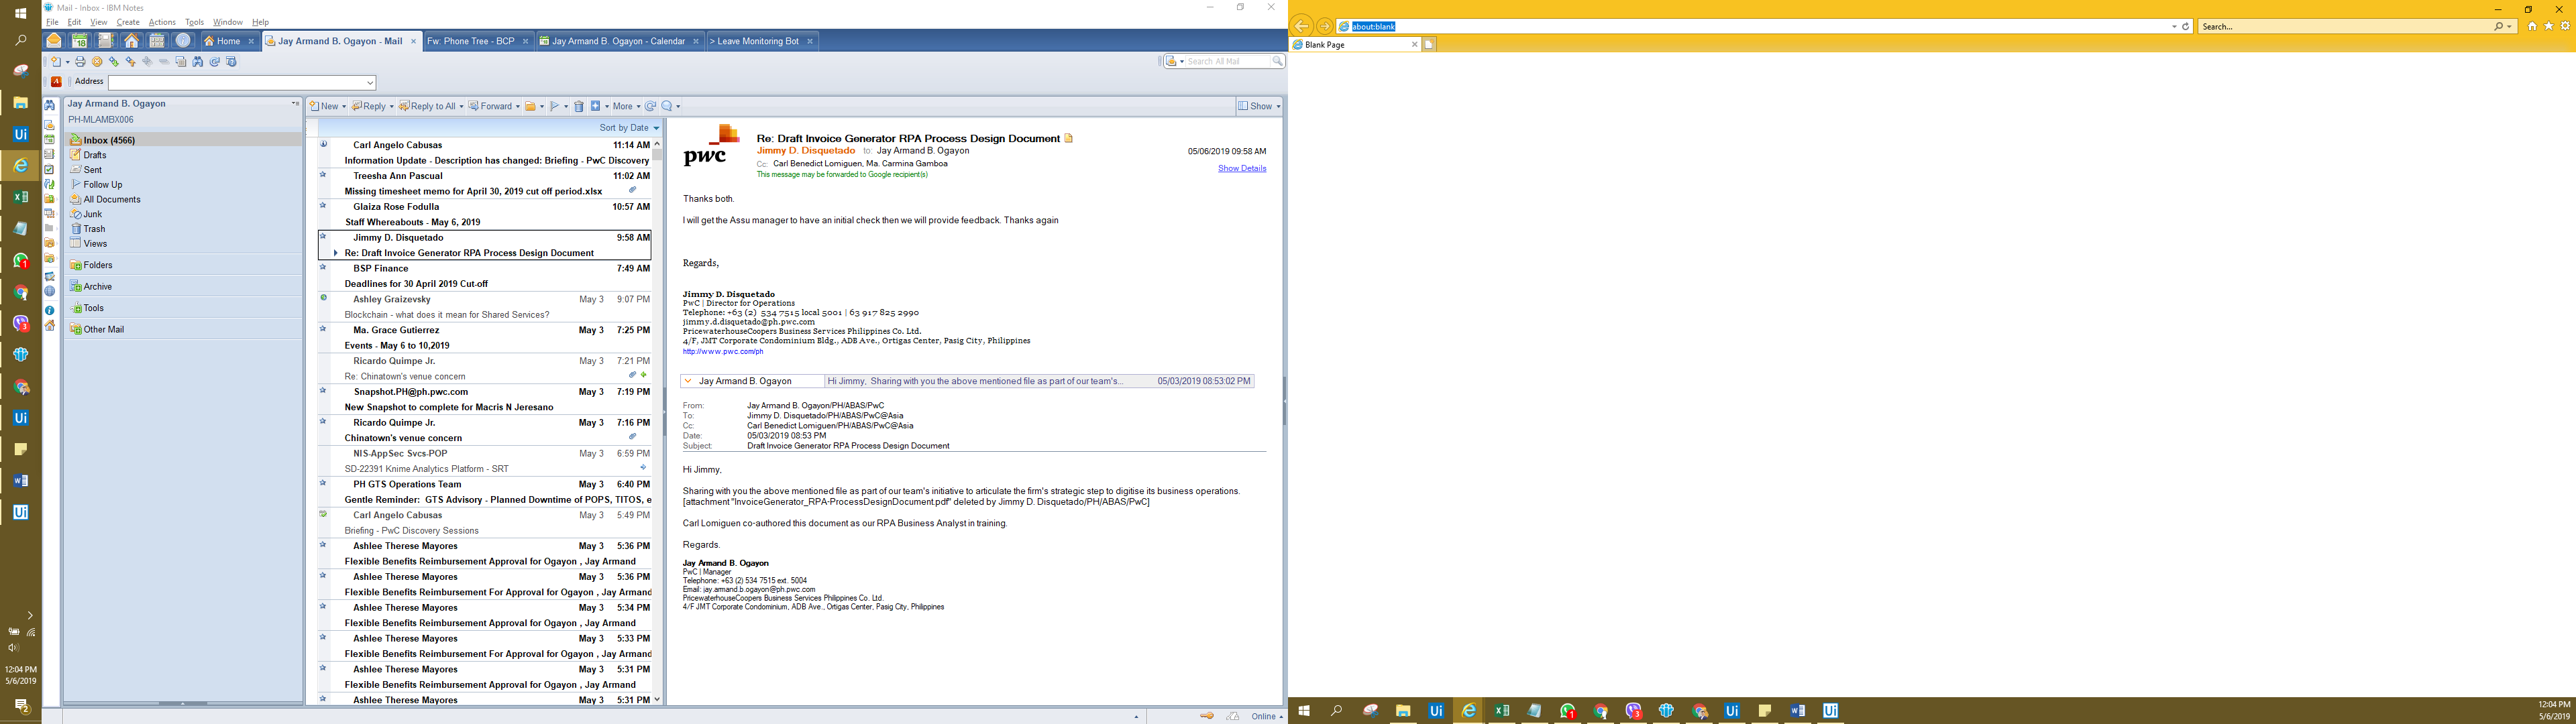 Mail - Inbox - IBM Notes
File Edit View Create Actions Tools Window Help
Home
Jay Armand B. Ogayon - Mail
Fw: Phone Tree - BCP
Jay Armand B. Ogayon - Calendar
> Leave Monitoring Bot
Search All Mail
Address
Jay Armand B. Ogayon
PH-MLAMBX006
Inbox (4566)
Drafts
Sent
Follow Up
All Documents
Junk
Trash
Views
Folders
Archive
Tools
Other Mail
New Reply Reply to All Forward More Show
Sort by Date
Carl Angelo Cabusas 11:14 AM
Information Update - Description has changed: Briefing - PwC Discovery
Treesha Ann Pascual 11:02 AM
Missing timesheet memo for April 30, 2019 cut off period.xlsx
Glaiza Rose Fodulla 10:57 AM
Staff Whereabouts - May 6, 2019
Jimmy D. Disquetado 9:58 AM
Re: Draft Invoice Generator RPA Process Design Document
BSP Finance 7:49 AM
Deadlines for 30 April 2019 Cut-off
Ashley Graizevsky May 3 9:07 PM
Blockchain - what does it mean for Shared Services?
Ma. Grace Gutierrez May 3 7:25 PM
Events - May 6 to 10,2019
Ricardo Quimpe Jr. May 3 7:21 PM
Re: Chinatown's venue concern
Snapshot.PH@ph.pwc.com May 3 7:19 PM
New Snapshot to complete for Macris N Jeresano
Ricardo Quimpe Jr. May 3 7:16 PM
Chinatown's venue concern
NIS-AppSec Svcs-POP May 3 6:59 PM
SD-22391 Knime Analytics Platform - SRT
PH GTS Operations Team May 3 6:40 PM
Gentle Reminder: GTS Advisory - Planned Downtime of POPS, TITOS, e
Carl Angelo Cabusas May 3 5:49 PM
Briefing - PwC Discovery Sessions
Ashlee Therese Mayores May 3 5:36 PM
Flexible Benefits Reimbursement Approval for Ogayon , Jay Armand
Ashlee Therese Mayores May 3 5:36 PM
Flexible Benefits Reimbursement For Approval for Ogayon , Jay Armand
Ashlee Therese Mayores May 3 5:34 PM
Flexible Benefits Reimbursement Approval for Ogayon , Jay Armand
Ashlee Therese Mayores May 3 5:33 PM
Flexible Benefits Reimbursement For Approval for Ogayon , Jay Armand
Ashlee Therese Mayores May 3 5:31 PM
Flexible Benefits Reimbursement Approval for Ogayon , Jay Armand
Ashlee Therese Mayores May 3 5:31 PM
pwc
Re: Draft Invoice Generator RPA Process Design Document
Jimmy D. Disquetado to: Jay Armand B. Ogayon 05/06/2019 09:58 AM
Cc: Carl Benedict Lomiguen, Ma. Carmina Gamboa
Show Details
This message may be forwarded to Google recipient(s)
Thanks both.
I will get the Assu manager to have an initial check then we will provide feedback. Thanks again
Regards,
Jimmy D. Disquetado
PwC | Director for Operations
Telephone: +63 (2) 534 7515 local 5001 | 63 917 825 2990
jimmy.d.disquetado@ph.pwc.com
PricewaterhouseCoopers Business Services Philippines Co. Ltd.
4/F, JMT Corporate Condominium Bldg., ADB Ave., Ortigas Center, Pasig City, Philippines
http://www.pwc.com/ph
Jay Armand B. Ogayon Hi Jimmy, Sharing with you the above mentioned file as part of our team's... 05/03/2019 08:53:02 PM
From: Jay Armand B. Ogayon/PH/ABAS/PwC
To: Jimmy D. Disquetado/PH/ABAS/PwC@Asia
Cc: Carl Benedict Lomiguen/PH/ABAS/PwC@Asia
Date: 05/03/2019 08:53 PM
Subject: Draft Invoice Generator RPA Process Design Document
Hi Jimmy,
Sharing with you the above mentioned file as part of our team's initiative to articulate the firm's strategic step to digitise its business operations.
[attachment "InvoiceGenerator_RPA-ProcessDesignDocument.pdf" deleted by Jimmy D. Disquetado/PH/ABAS/PwC]
Carl Lomiguen co-authored this document as our RPA Business Analyst in training.
Regards.
Jay Armand B. Ogayon
PwC | Manager
Telephone: +63 (2) 534 7515 ext. 5004
Email: jay.armand.b.ogayon@ph.pwc.com
PricewaterhouseCoopers Business Services Philippines Co. Ltd.
4/F JMT Corporate Condominium, ADB Ave., Ortigas Center, Pasig City, Philippines
Online
12:04 PM
5/6/2019
about:blank
Search...
Blank Page
12:04 PM
5/6/2019